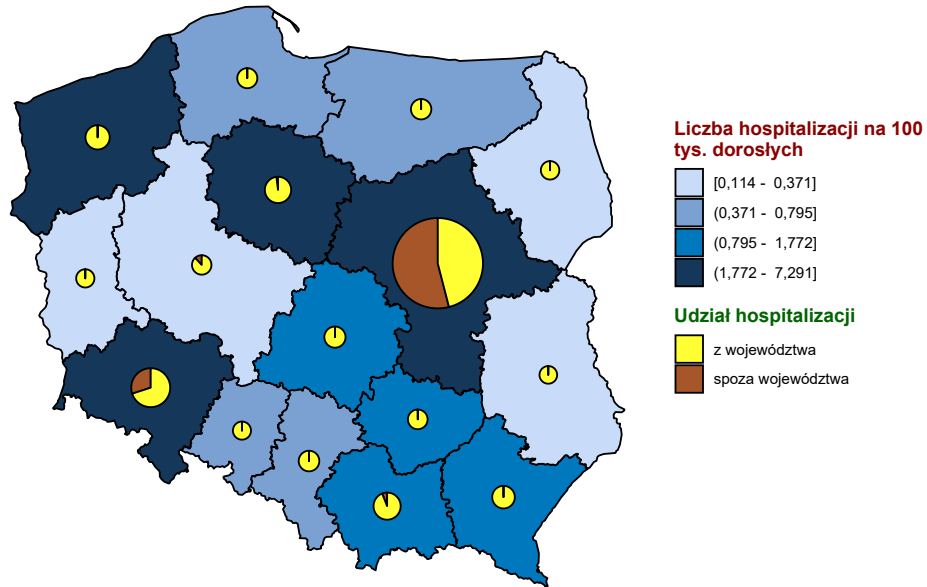 Liczba hospitalizacji na 100
tys. dorosłych
[0,114 - 0,371]
(0,371 - 0,795]
(0,795 - 1,772]
(1,772 - 7,291]
Udział hospitalizacji
z województwa
spoza województwa